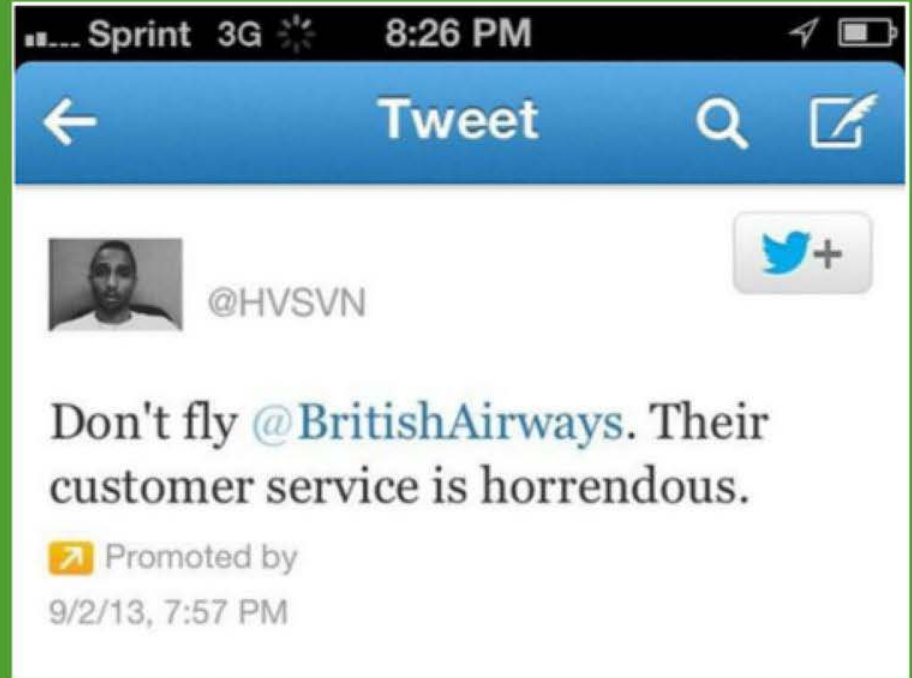 Sprint 3G 8:26 PM
Tweet
@HVSVN
Don't fly @BritishAirways. Their
customer service is horrendous.
Promoted by
9/2/13, 7:57 PM